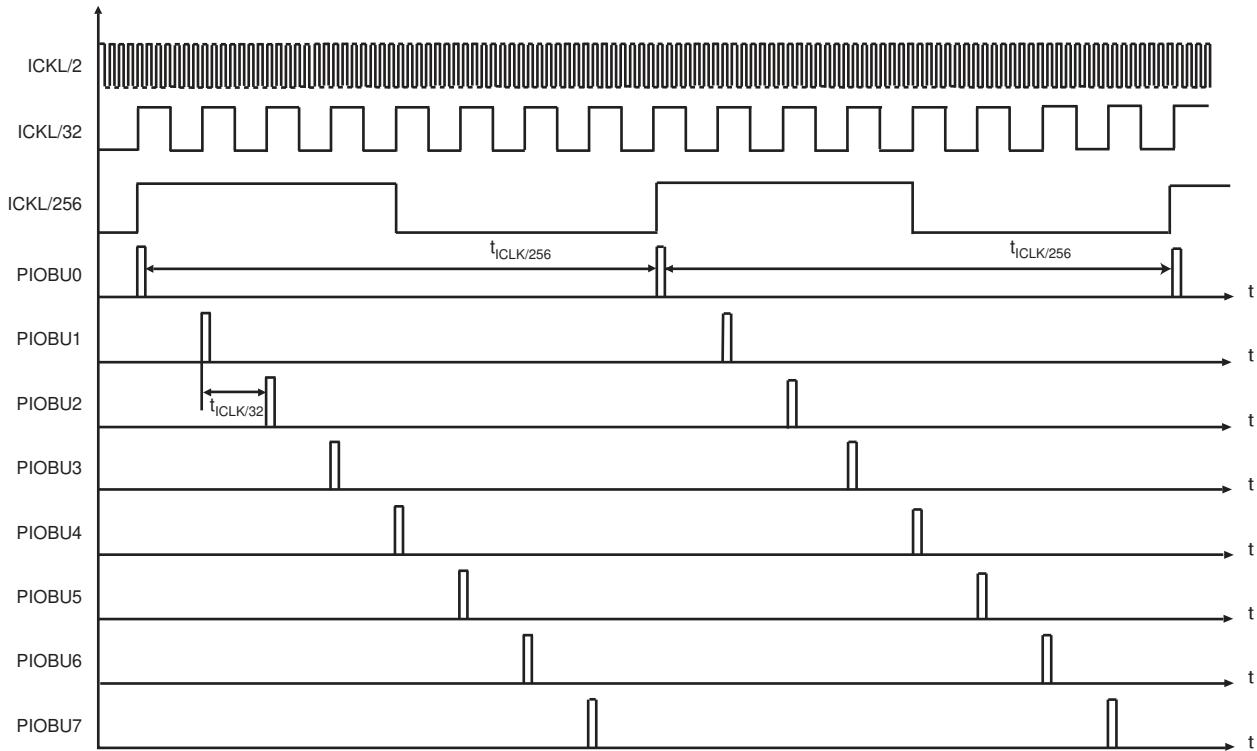 ICKL/2
ICKL/32
ICKL/256
tICLK/256
tICLK/256
PIOBU0
t
PIOBU1
t
tICLK/32
PIOBU2
t
PIOBU3
t
PIOBU4
t
PIOBU5
t
PIOBU6
t
PIOBU7
t